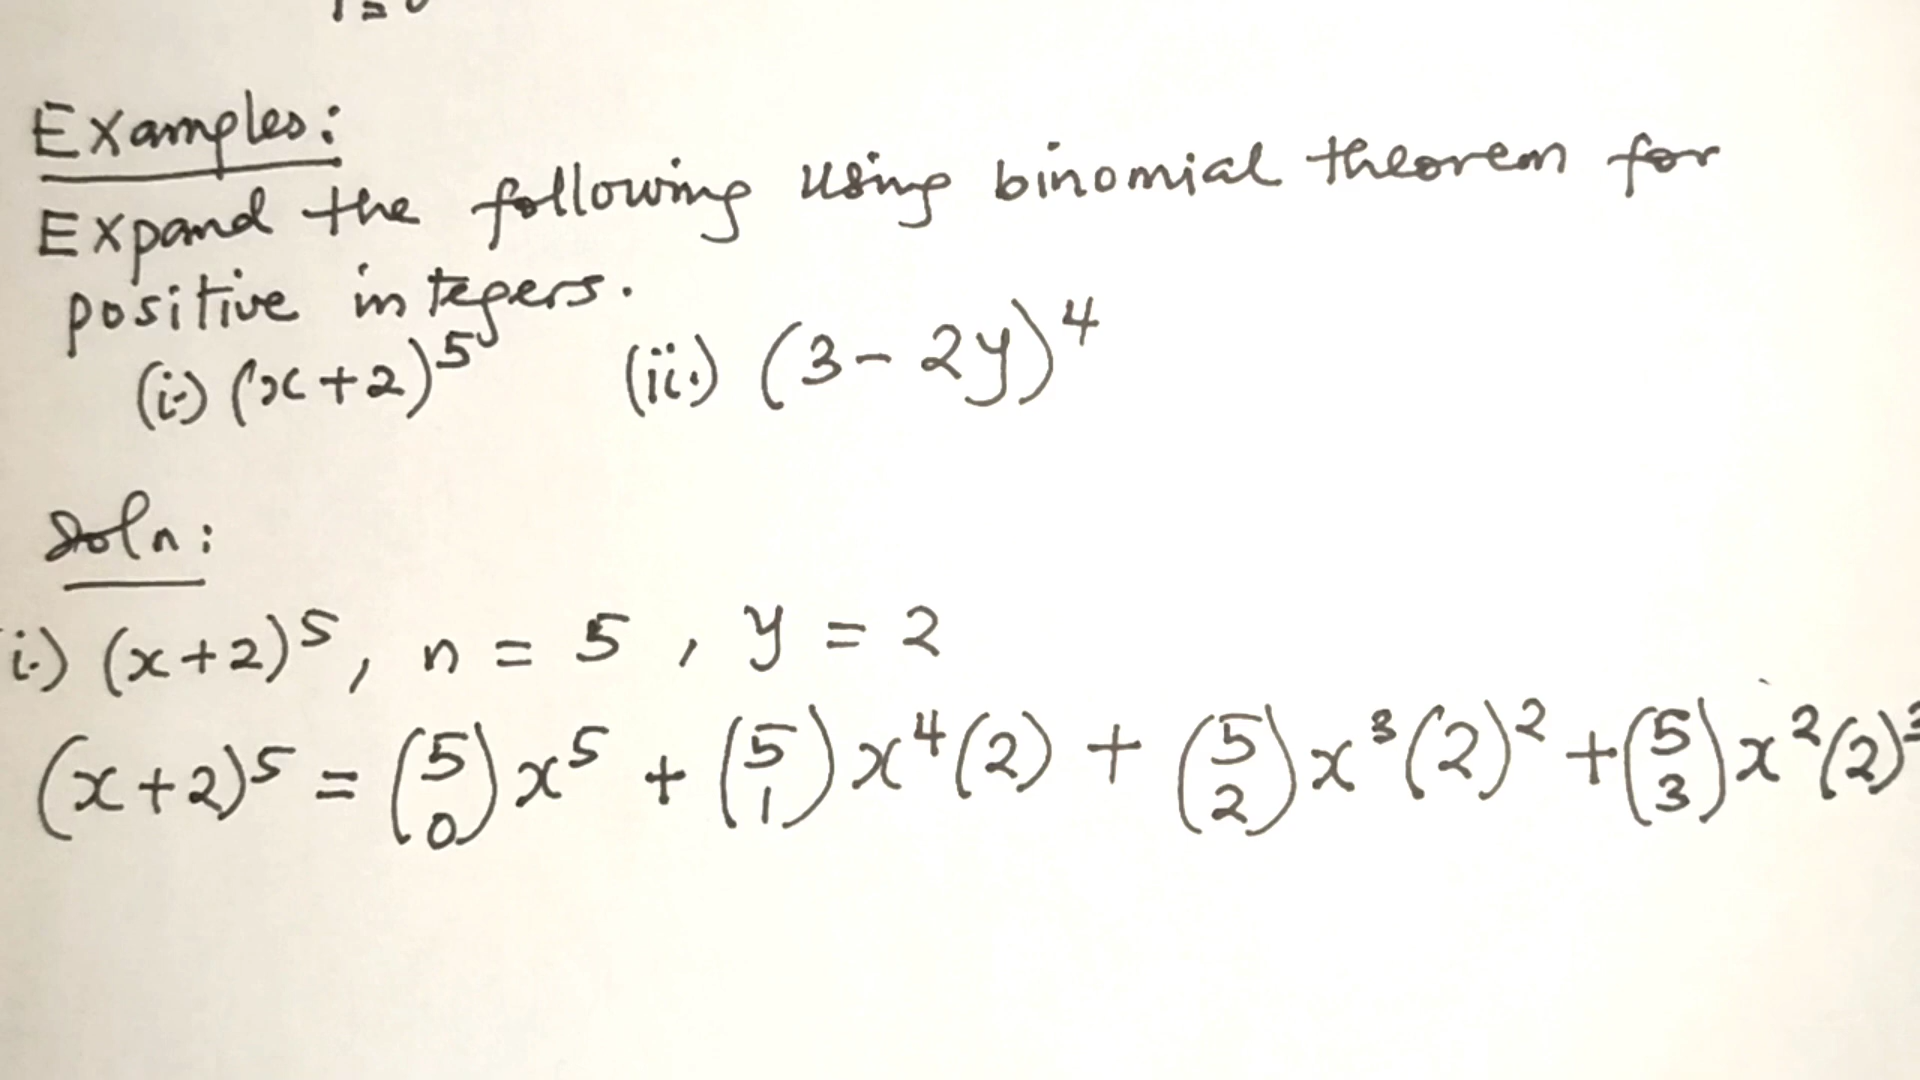 Examples:
Expand the following using binomial theorem for
positive integers.
(i.) (x+2)^5 (ii.) (3-2y)^4
Soln:
i.) (x+2)^5, n = 5, y = 2
(x+2)^5 = (5 0)x^5 + (5 1)x^4(2) + (5 2)x^3(2)^2 + (5 3)x^2(2)^3